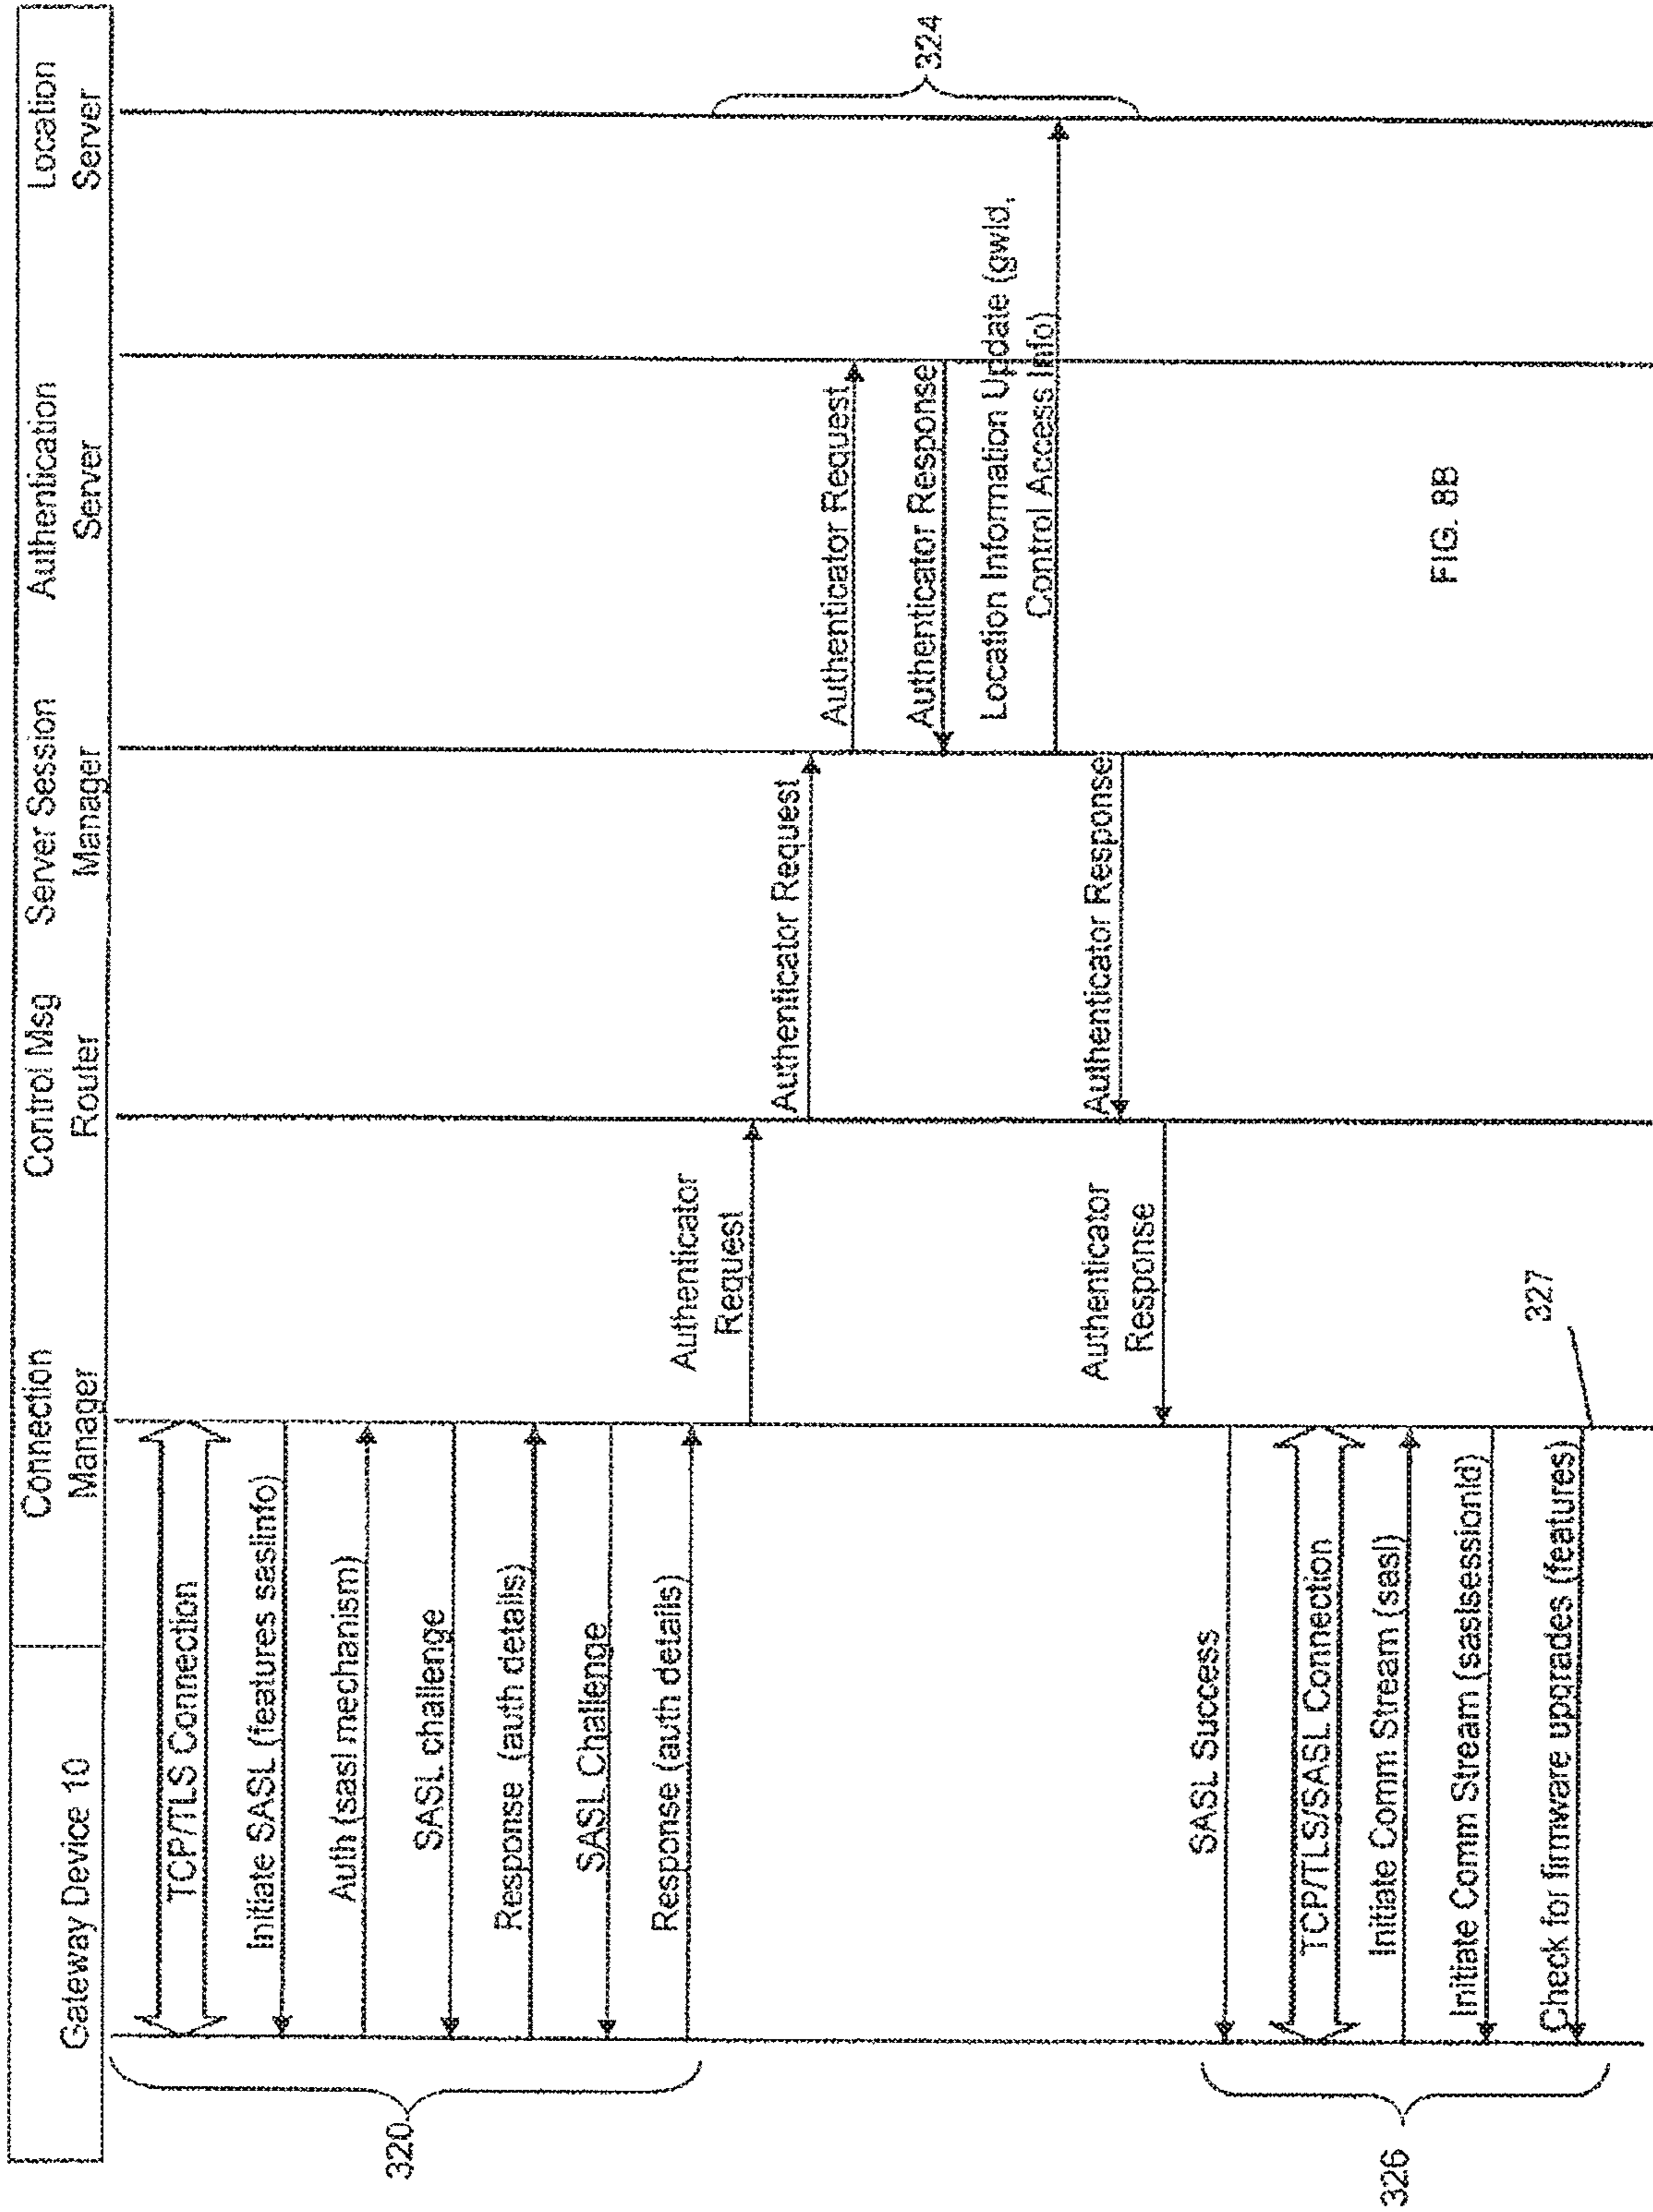 Gateway Device 10
Connection
Manager
Control Msg
Router
Server Session
Manager
Authentication
Server
Location
Server
TCP/TLS Connection
Initiate SASL (features saslinfo)
Auth (sasl mechanism)
SASL challenge
Response (auth details)
SASL Challenge
Response (auth details)
320
Authenticator
Request
Authenticator Request
Authenticator Request
Authenticator Response
Location Information Update (gwId,
Control Access Info)
324
Authenticator Response
Authenticator
Response
SASL Success
TCP/TLS/SASL Connection
Initiate Comm Stream (sasl)
Initiate Comm Stream (saslsessionId)
Check for firmware upgrades (features)
326
327
FIG. 8B